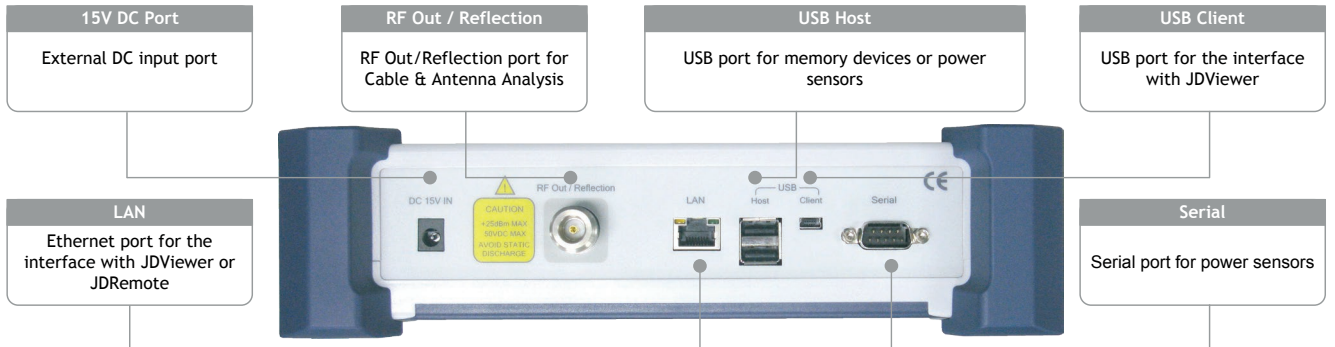 15V DC Port
External DC input port
RF Out / Reflection
RF Out/Reflection port for
Cable & Antenna Analysis
USB Host
USB port for memory devices or power
sensors
USB Client
USB port for the interface
with JDViewer
LAN
Ethernet port for the
interface with JDViewer or
JDRemote
Serial
Serial port for power sensors
DC 15V IN
CAUTION
+25dBm MAX
50VDC MAX
AVOID STATIC
DISCHARGE
RF Out / Reflection
LAN
USB
Host
Client
Serial
CE